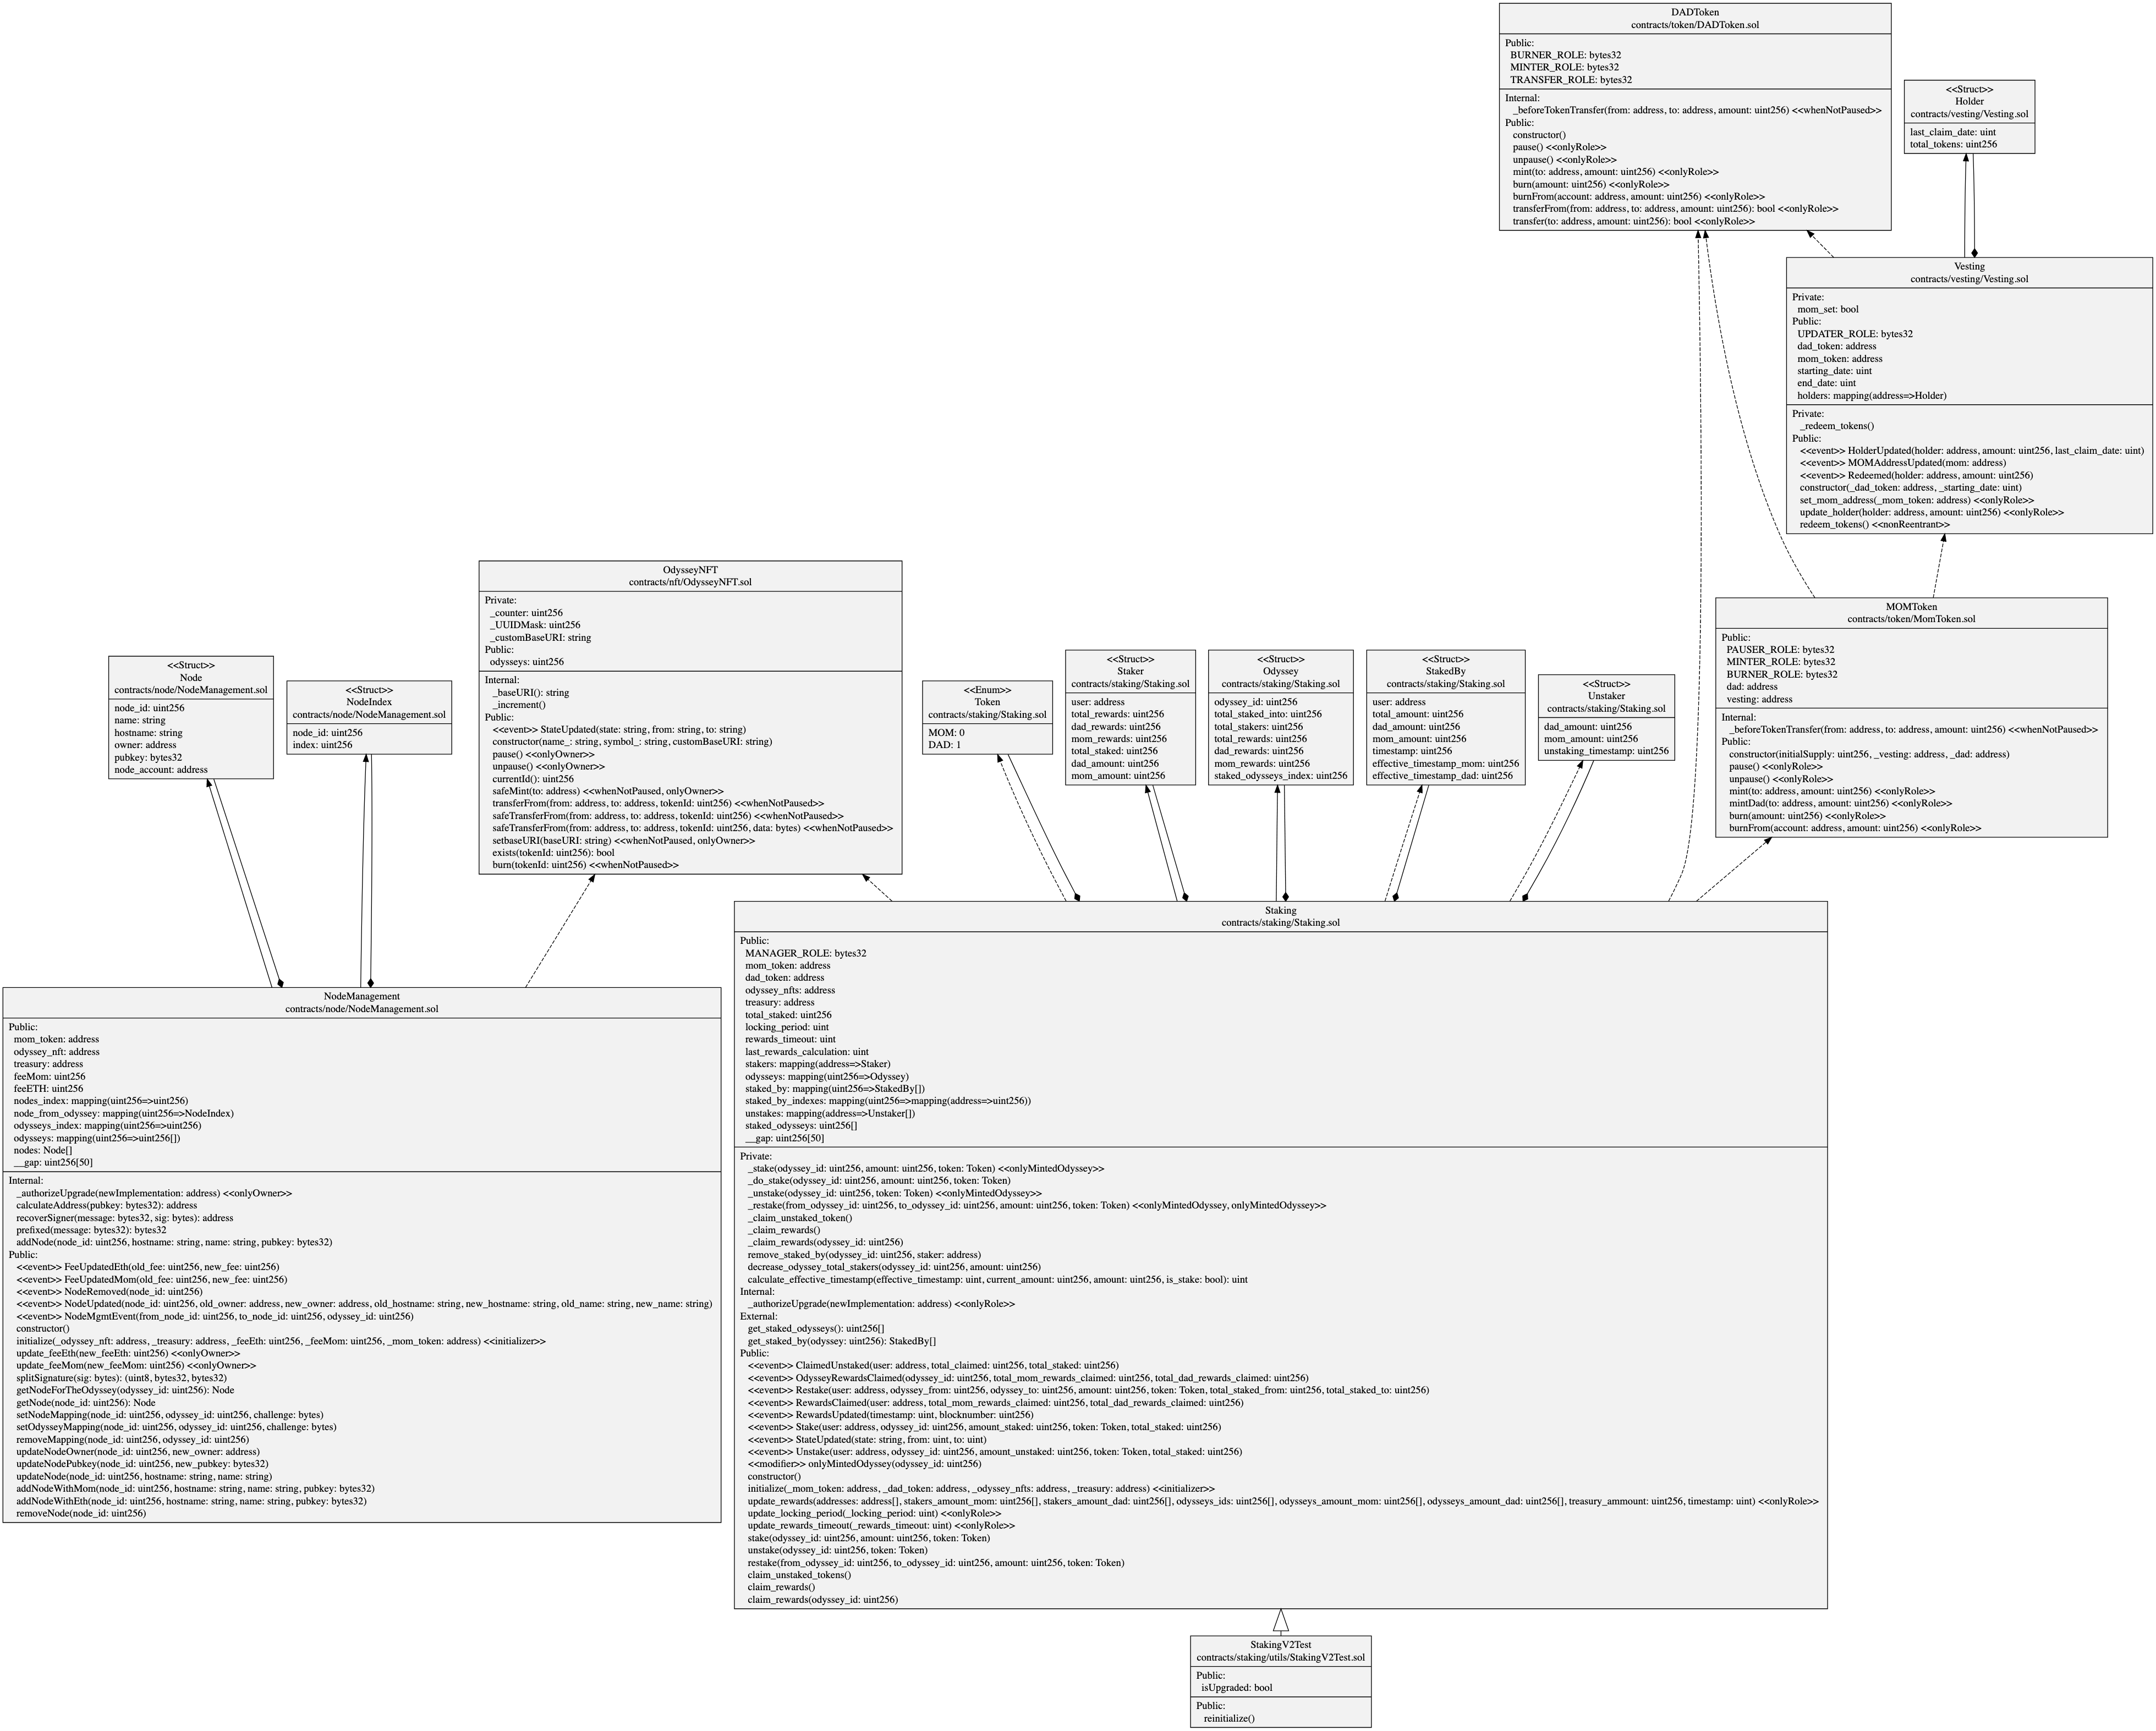 DADToken
contracts/token/DADToken.sol
Public:
BURNER_ROLE: bytes32
MINTER_ROLE: bytes32
TRANSFER_ROLE: bytes32
Internal:
_beforeTokenTransfer(from: address, to: address, amount: uint256) <<whenNotPaused>>
Public:
constructor()
pause() <<onlyRole>>
unpause() <<onlyRole>>
mint(to: address, amount: uint256) <<onlyRole>>
burn(amount: uint256) <<onlyRole>>
burnFrom(account: address, amount: uint256) <<onlyRole>>
transferFrom(from: address, to: address, amount: uint256): bool <<onlyRole>>
transfer(to: address, amount: uint256): bool <<onlyRole>>
<<Struct>>
Holder
contracts/vesting/Vesting.sol
last_claim_date: uint
total_tokens: uint256
Vesting
contracts/vesting/Vesting.sol
Private:
mom_set: bool
Public:
UPDATER_ROLE: bytes32
dad_token: address
mom_token: address
starting_date: uint
end_date: uint
holders: mapping(address=>Holder)
Private:
_redeem_tokens()
Public:
<<event>> HolderUpdated(holder: address, amount: uint256, last_claim_date: uint)
<<event>> MOMAddressUpdated(mom: address)
<<event>> Redeemed(holder: address, amount: uint256)
constructor(_dad_token: address, _starting_date: uint)
set_mom_address(_mom_token: address) <<onlyRole>>
update_holder(holder: address, amount: uint256) <<onlyRole>>
redeem_tokens() <<nonReentrant>>
OdysseyNFT
contracts/nft/OdysseyNFT.sol
Private:
_counter: uint256
_UUIDMask: uint256
_customBaseURI: string
Public:
odysseys: uint256
Internal:
_baseURI(): string
_increment()
Public:
<<event>> StateUpdated(state: string, from: string, to: string)
constructor(name_: string, symbol_: string, customBaseURI: string)
pause() <<onlyOwner>>
unpause() <<onlyOwner>>
currentId(): uint256
safeMint(to: address) <<whenNotPaused, onlyOwner>>
transferFrom(from: address, to: address, tokenId: uint256) <<whenNotPaused>>
safeTransferFrom(from: address, to: address, tokenId: uint256) <<whenNotPaused>>
safeTransferFrom(from: address, to: address, tokenId: uint256, data: bytes) <<whenNotPaused>>
setbaseURI(baseURI: string) <<whenNotPaused, onlyOwner>>
exists(tokenId: uint256): bool
burn(tokenId: uint256) <<whenNotPaused>>
MOMToken
contracts/token/MomToken.sol
Public:
PAUSER_ROLE: bytes32
MINTER_ROLE: bytes32
BURNER_ROLE: bytes32
dad: address
vesting: address
Internal:
_beforeTokenTransfer(from: address, to: address, amount: uint256) <<whenNotPaused>>
Public:
constructor(initialSupply: uint256, _vesting: address, _dad: address)
pause() <<onlyRole>>
unpause() <<onlyRole>>
mint(to: address, amount: uint256) <<onlyRole>>
mintDad(to: address, amount: uint256) <<onlyRole>>
burn(amount: uint256) <<onlyRole>>
burnFrom(account: address, amount: uint256) <<onlyRole>>
<<Struct>>
Node
contracts/node/NodeManagement.sol
node_id: uint256
name: string
hostname: string
owner: address
pubkey: bytes32
node_account: address
<<Struct>>
NodeIndex
contracts/node/NodeManagement.sol
node_id: uint256
index: uint256
<<Enum>>
Token
contracts/staking/Staking.sol
MOM: 0
DAD: 1
<<Struct>>
Staker
contracts/staking/Staking.sol
user: address
total_rewards: uint256
dad_rewards: uint256
mom_rewards: uint256
total_staked: uint256
dad_amount: uint256
mom_amount: uint256
<<Struct>>
Odyssey
contracts/staking/Staking.sol
odyssey_id: uint256
total_staked_into: uint256
total_stakers: uint256
total_rewards: uint256
dad_rewards: uint256
mom_rewards: uint256
staked_odysseys_index: uint256
<<Struct>>
StakedBy
contracts/staking/Staking.sol
user: address
total_amount: uint256
dad_amount: uint256
mom_amount: uint256
timestamp: uint256
effective_timestamp_mom: uint256
effective_timestamp_dad: uint256
<<Struct>>
Unstaker
contracts/staking/Staking.sol
dad_amount: uint256
mom_amount: uint256
unstaking_timestamp: uint256
NodeManagement
contracts/node/NodeManagement.sol
Public:
mom_token: address
odyssey_nft: address
treasury: address
feeMom: uint256
feeETH: uint256
nodes_index: mapping(uint256=>uint256)
node_from_odyssey: mapping(uint256=>NodeIndex)
odysseys_index: mapping(uint256=>uint256)
odysseys: mapping(uint256=>uint256[])
nodes: Node[]
__gap: uint256[50]
Internal:
_authorizeUpgrade(newImplementation: address) <<onlyOwner>>
calculateAddress(pubkey: bytes32): address
recoverSigner(message: bytes32, sig: bytes): address
prefixed(message: bytes32): bytes32
addNode(node_id: uint256, hostname: string, name: string, pubkey: bytes32)
Public:
<<event>> FeeUpdatedEth(old_fee: uint256, new_fee: uint256)
<<event>> FeeUpdatedMom(old_fee: uint256, new_fee: uint256)
<<event>> NodeRemoved(node_id: uint256)
<<event>> NodeUpdated(node_id: uint256, old_owner: address, new_owner: address, old_hostname: string, new_hostname: string, old_name: string, new_name: string)
<<event>> NodeMgmtEvent(from_node_id: uint256, to_node_id: uint256, odyssey_id: uint256)
constructor()
initialize(_odyssey_nft: address, _treasury: address, _feeEth: uint256, _feeMom: uint256, _mom_token: address) <<initializer>>
update_feeEth(new_feeEth: uint256) <<onlyOwner>>
update_feeMom(new_feeMom: uint256) <<onlyOwner>>
splitSignature(sig: bytes): (uint8, bytes32, bytes32)
getNodeForTheOdyssey(odyssey_id: uint256): Node
getNode(node_id: uint256): Node
setNodeMapping(node_id: uint256, odyssey_id: uint256, challenge: bytes)
setOdysseyMapping(node_id: uint256, odyssey_id: uint256, challenge: bytes)
removeMapping(node_id: uint256, odyssey_id: uint256)
updateNodeOwner(node_id: uint256, new_owner: address)
updateNodePubkey(node_id: uint256, new_pubkey: bytes32)
updateNode(node_id: uint256, hostname: string, name: string)
addNodeWithMom(node_id: uint256, hostname: string, name: string, pubkey: bytes32)
addNodeWithEth(node_id: uint256, hostname: string, name: string, pubkey: bytes32)
removeNode(node_id: uint256)
Staking
contracts/staking/Staking.sol
Public:
MANAGER_ROLE: bytes32
mom_token: address
dad_token: address
odyssey_nfts: address
treasury: address
total_staked: uint256
locking_period: uint
rewards_timeout: uint
last_rewards_calculation: uint
stakers: mapping(address=>Staker)
odysseys: mapping(uint256=>Odyssey)
staked_by: mapping(uint256=>StakedBy[])
staked_by_indexes: mapping(uint256=>mapping(address=>uint256))
unstakes: mapping(address=>Unstaker[])
staked_odysseys: uint256[]
__gap: uint256[50]
Private:
_stake(odyssey_id: uint256, amount: uint256, token: Token) <<onlyMintedOdyssey>>
_do_stake(odyssey_id: uint256, amount: uint256, token: Token)
_unstake(odyssey_id: uint256, token: Token) <<onlyMintedOdyssey>>
_restake(from_odyssey_id: uint256, to_odyssey_id: uint256, amount: uint256, token: Token) <<onlyMintedOdyssey, onlyMintedOdyssey>>
_claim_unstaked_token()
_claim_rewards()
_claim_rewards(odyssey_id: uint256)
remove_staked_by(odyssey_id: uint256, staker: address)
decrease_odyssey_total_stakers(odyssey_id: uint256, amount: uint256)
calculate_effective_timestamp(effective_timestamp: uint, current_amount: uint256, amount: uint256, is_stake: bool): uint
Internal:
_authorizeUpgrade(newImplementation: address) <<onlyRole>>
External:
get_staked_odysseys(): uint256[]
get_staked_by(odyssey: uint256): StakedBy[]
Public:
<<event>> ClaimedUnstaked(user: address, total_claimed: uint256, total_staked: uint256)
<<event>> OdysseyRewardsClaimed(odyssey_id: uint256, total_mom_rewards_claimed: uint256, total_dad_rewards_claimed: uint256)
<<event>> Restake(user: address, odyssey_from: uint256, odyssey_to: uint256, amount: uint256, token: Token, total_staked_from: uint256, total_staked_to: uint256)
<<event>> RewardsClaimed(user: address, total_mom_rewards_claimed: uint256, total_dad_rewards_claimed: uint256)
<<event>> RewardsUpdated(timestamp: uint, blocknumber: uint256)
<<event>> Stake(user: address, odyssey_id: uint256, amount_staked: uint256, token: Token, total_staked: uint256)
<<event>> StateUpdated(state: string, from: uint, to: uint)
<<event>> Unstake(user: address, odyssey_id: uint256, amount_unstaked: uint256, token: Token, total_staked: uint256)
<<modifier>> onlyMintedOdyssey(odyssey_id: uint256)
constructor()
initialize(_mom_token: address, _dad_token: address, _odyssey_nfts: address, _treasury: address) <<initializer>>
update_rewards(addresses: address[], stakers_amount_mom: uint256[], stakers_amount_dad: uint256[], odysseys_ids: uint256[], odysseys_amount_mom: uint256[], odysseys_amount_dad: uint256[], treasury_ammount: uint256, timestamp: uint) <<onlyRole>>
update_locking_period(_locking_period: uint) <<onlyRole>>
update_rewards_timeout(_rewards_timeout: uint) <<onlyRole>>
stake(odyssey_id: uint256, amount: uint256, token: Token)
unstake(odyssey_id: uint256, token: Token)
restake(from_odyssey_id: uint256, to_odyssey_id: uint256, amount: uint256, token: Token)
claim_unstaked_tokens()
claim_rewards()
claim_rewards(odyssey_id: uint256)
StakingV2Test
contracts/staking/utils/StakingV2Test.sol
Public:
isUpgraded: bool
Public:
reinitialize()